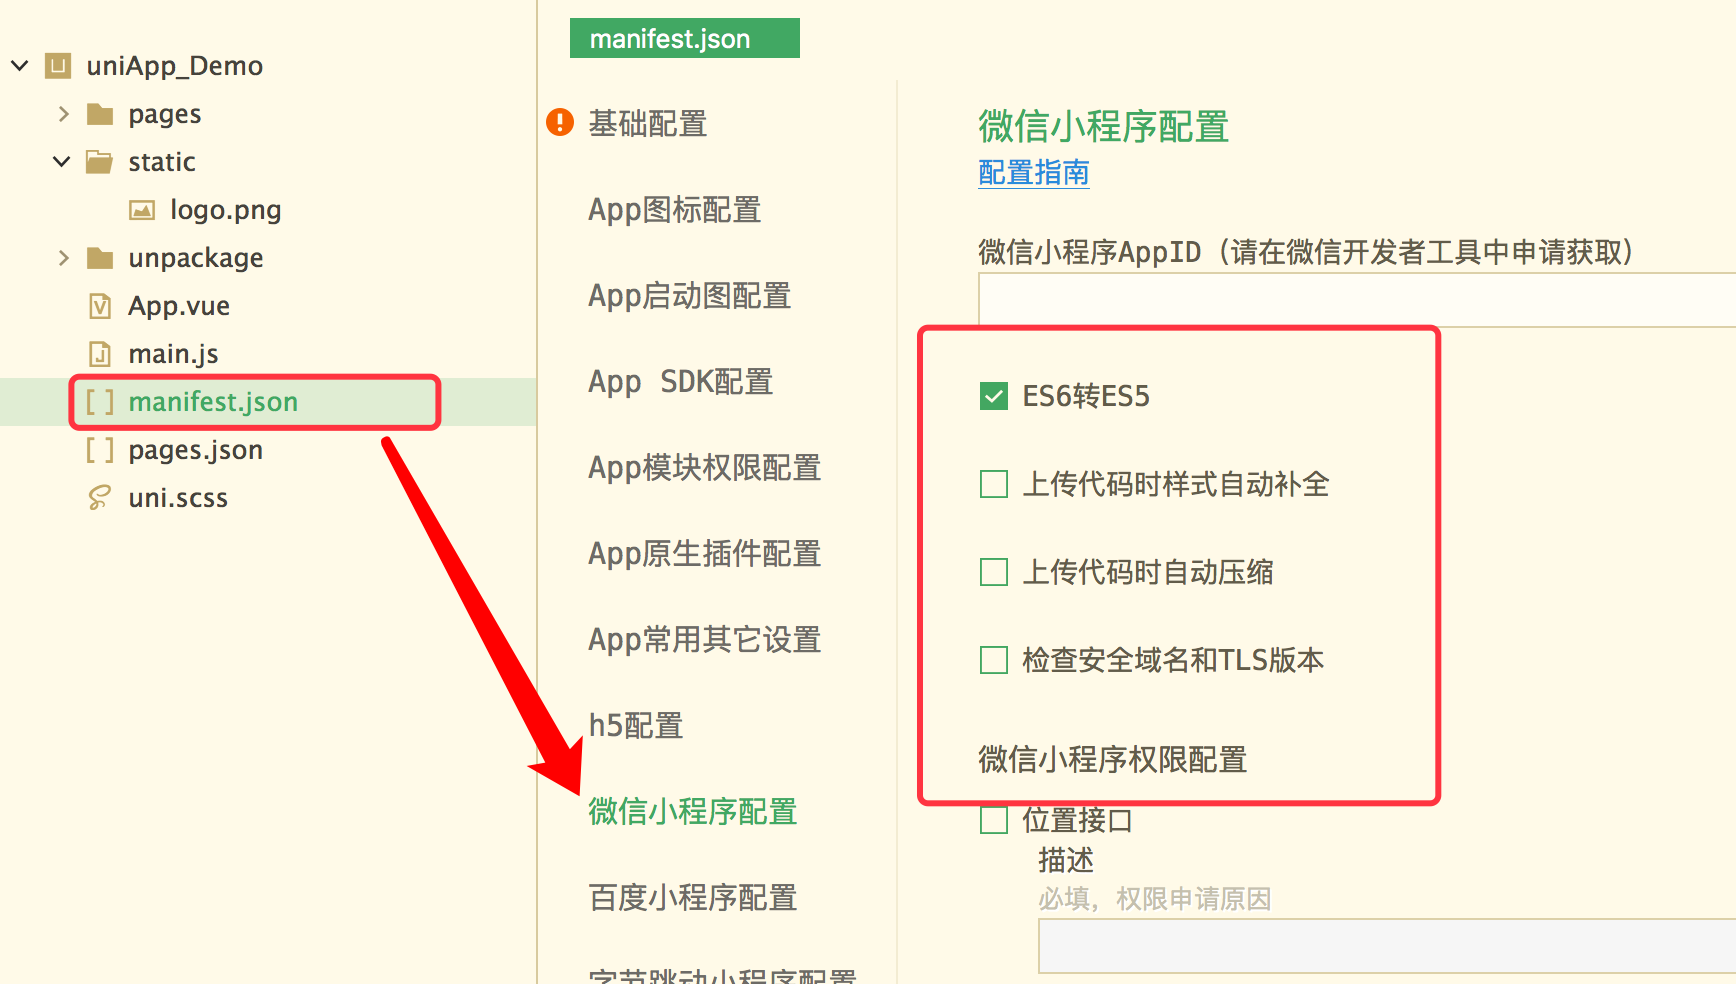 uniApp_Demo
pages
static
logo.png
unpackage
App.vue
main.js
manifest.json
pages.json
uni.scss
manifest.json
基础配置
App图标配置
App启动图配置
App SDK配置
App模块权限配置
App原生插件配置
App常用其它设置
h5配置
微信小程序配置
百度小程序配置
字节跳动小程序配置
微信小程序配置
配置指南
微信小程序AppID（请在微信开发者工具中申请获取）
ES6转ES5
上传代码时样式自动补全
上传代码时自动压缩
检查安全域名和TLS版本
微信小程序权限配置
位置接口
描述
必填，权限申请原因